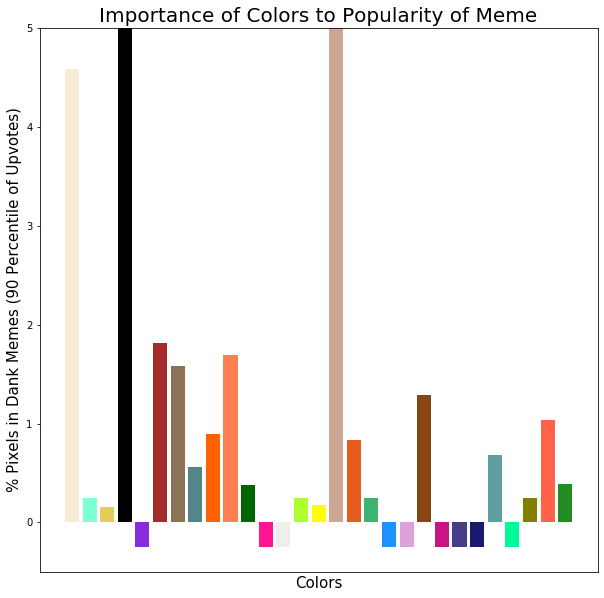 Importance of Colors to Popularity of Meme
% Pixels in Dank Memes (90 Percentile of Upvotes)
5
4
3
2
1
0
Colors